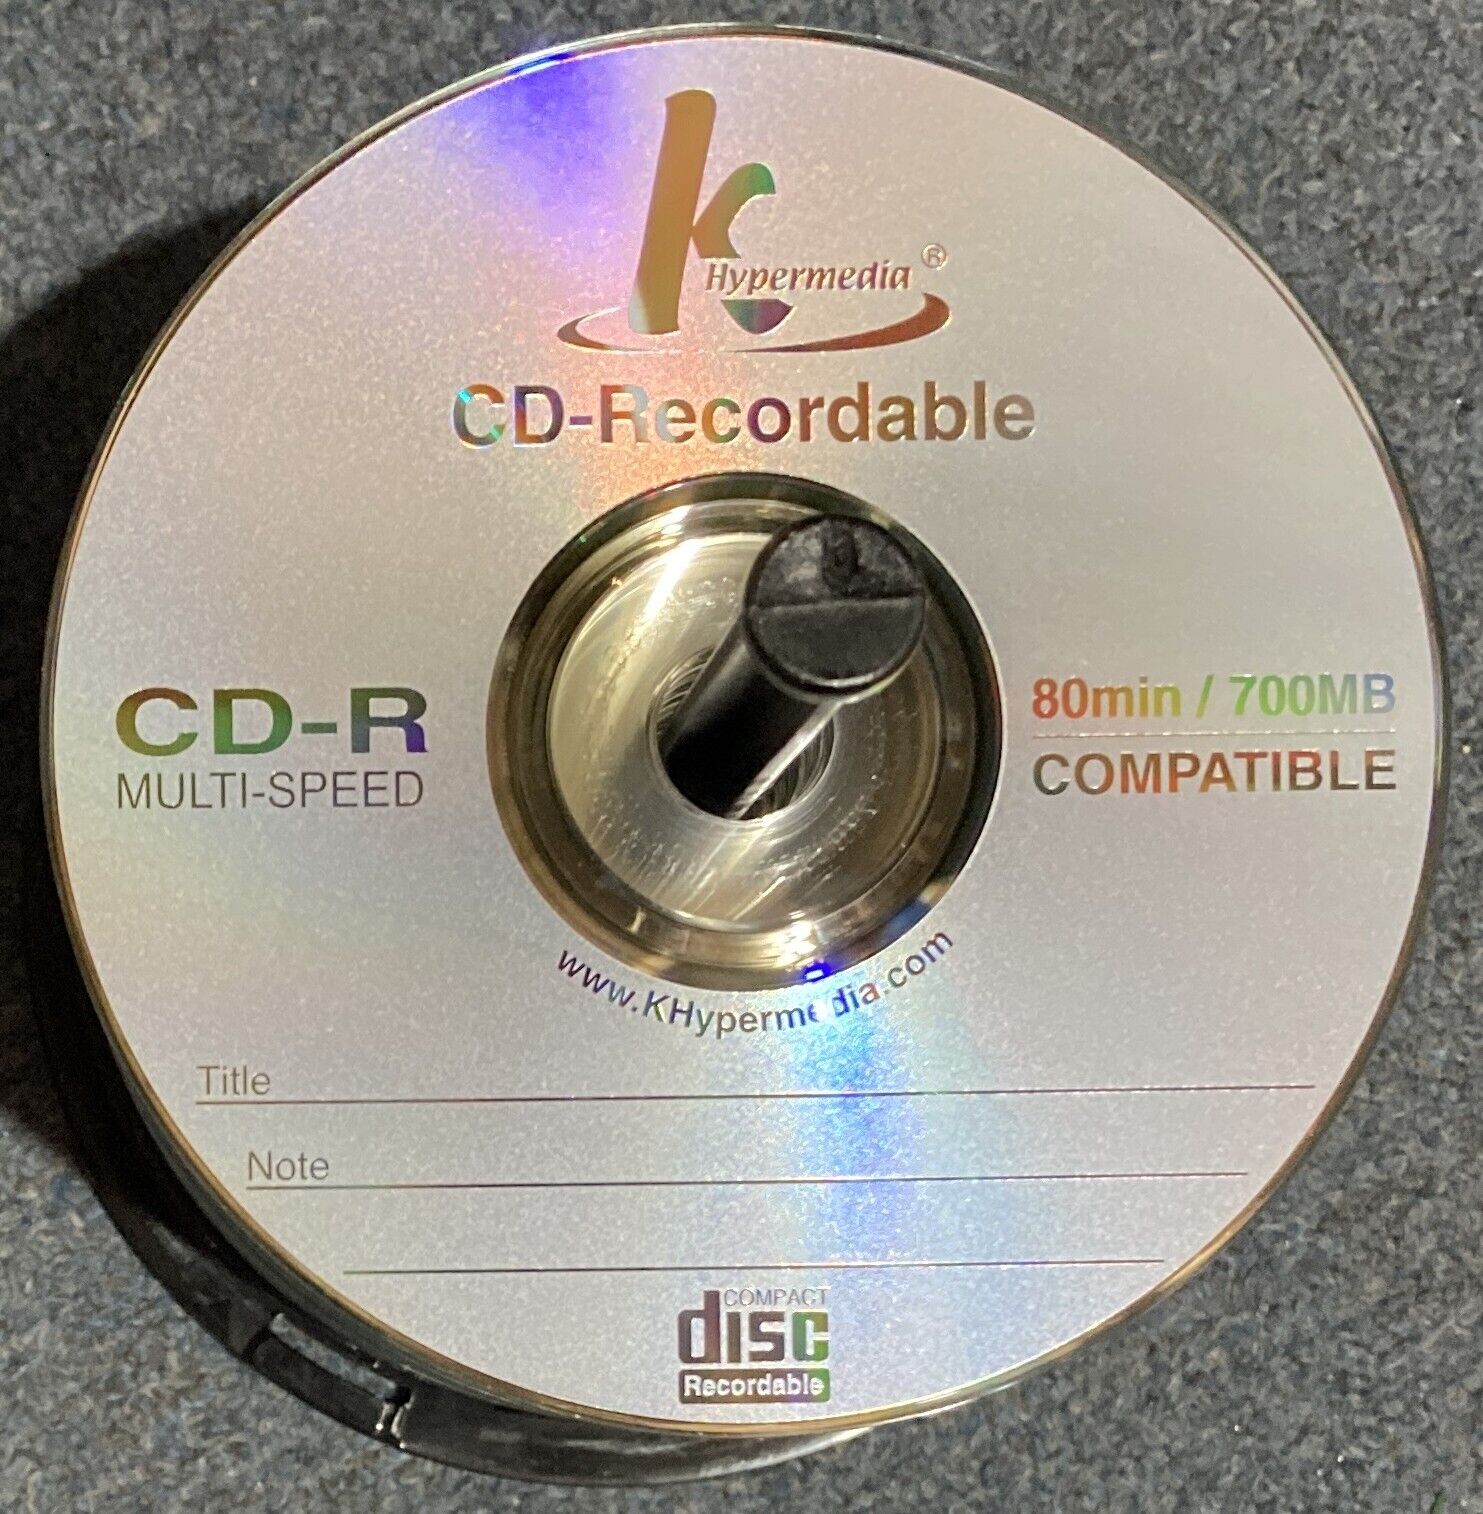 K Hypermedia ®
CD-Recordable
CD-R
MULTI-SPEED
80min / 700MB
COMPATIBLE
www.KHypermedia.com
Title
Note
COMPACT
disc
Recordable